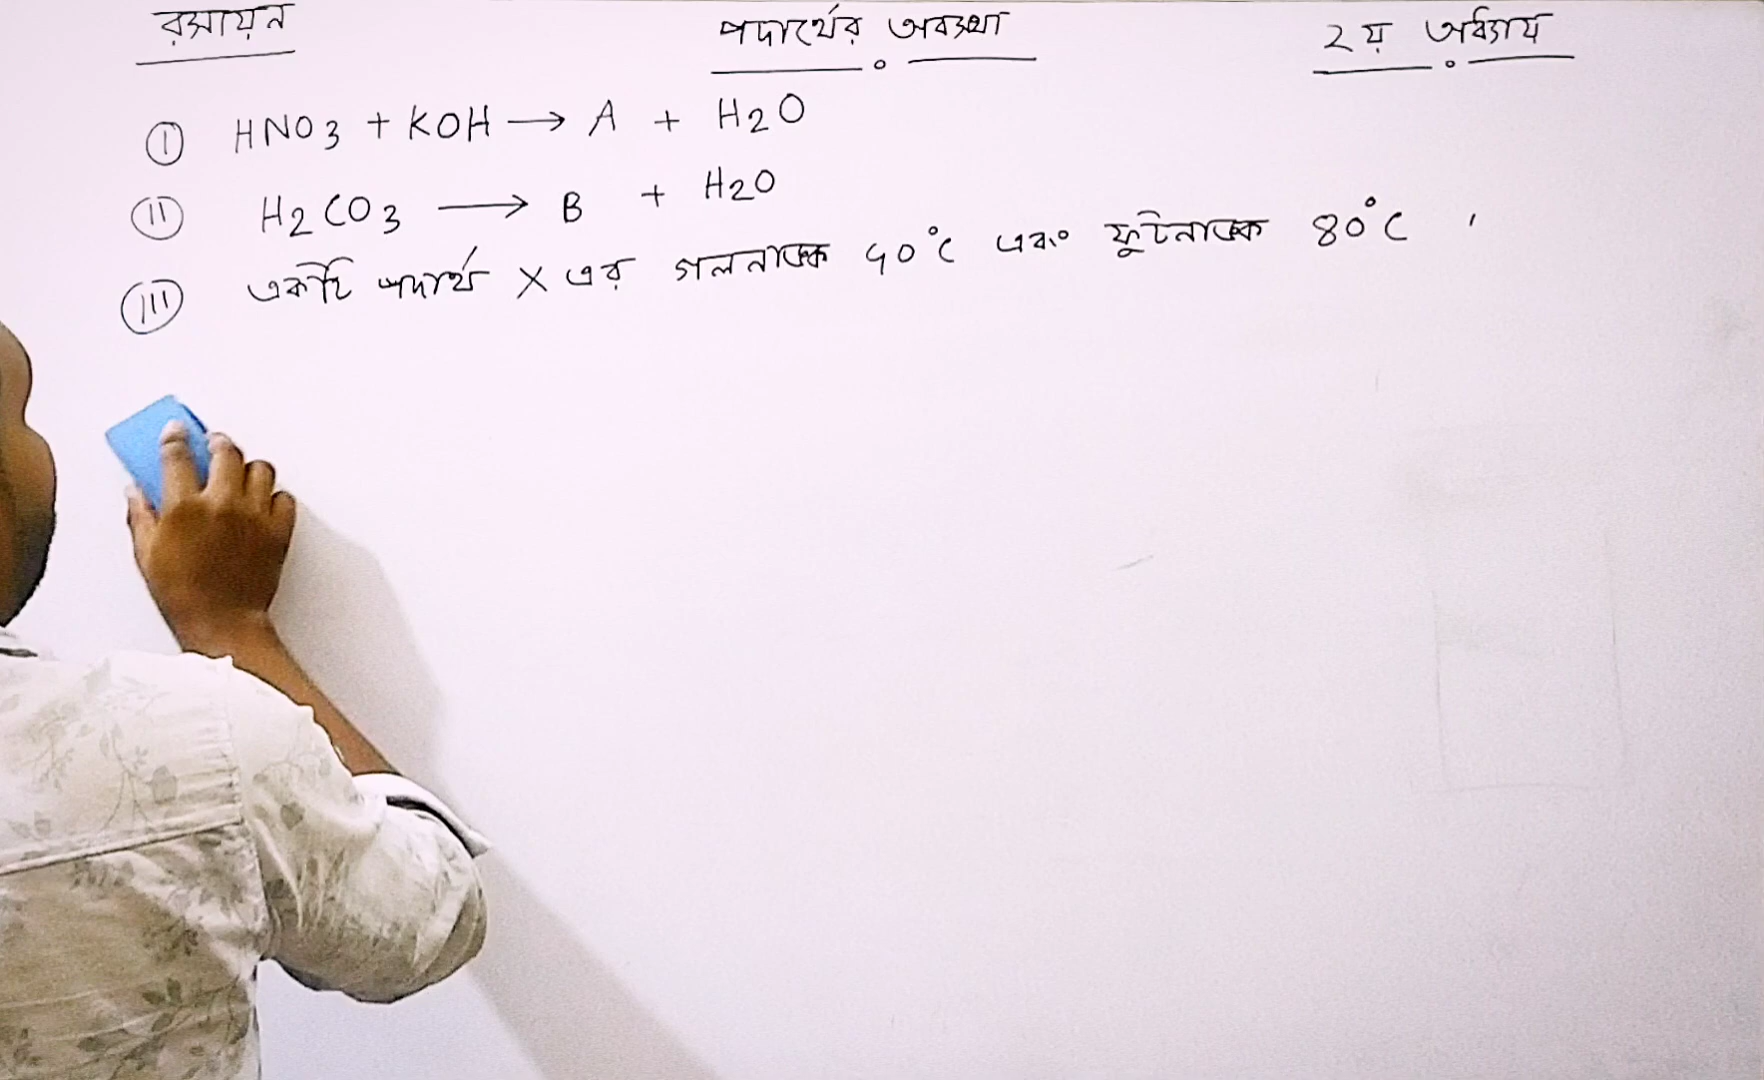 রসায়ন
পদার্থের অবস্থা
২য় অধ্যায়
(i) HNO3 + KOH → A + H2O
(ii) H2CO3 → B + H2O
(iii) একটি পদার্থ X এর গলনাঙ্ক 50°C এবং স্ফুটনাঙ্ক 80°C ,